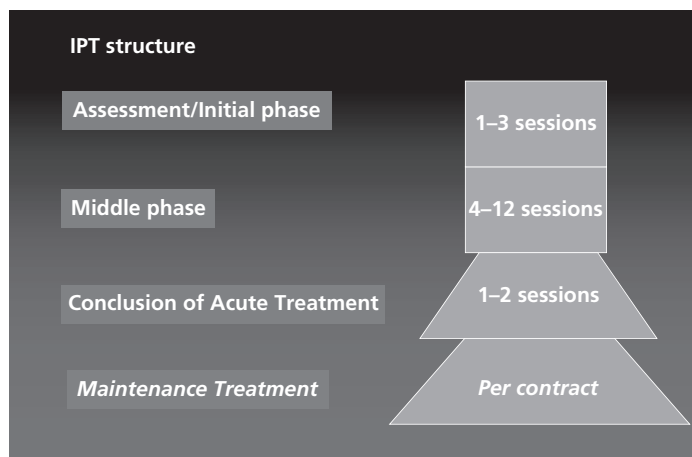 IPT structure
Assessment/Initial phase
1–3 sessions
Middle phase
4–12 sessions
Conclusion of Acute Treatment
1–2 sessions
Maintenance Treatment
Per contract